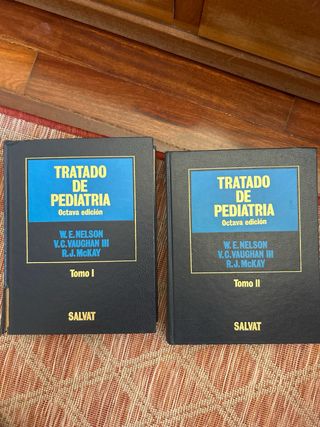 TRATADO
DE
PEDIATRIA
Octava edición
W. E. NELSON
V. C. VAUGHAN III
R. J. McKAY
Tomo I
SALVAT
TRATADO
DE
PEDIATRIA
Octava edición
W. E. NELSON
V. C. VAUGHAN III
R. J. McKAY
Tomo II
SALVAT